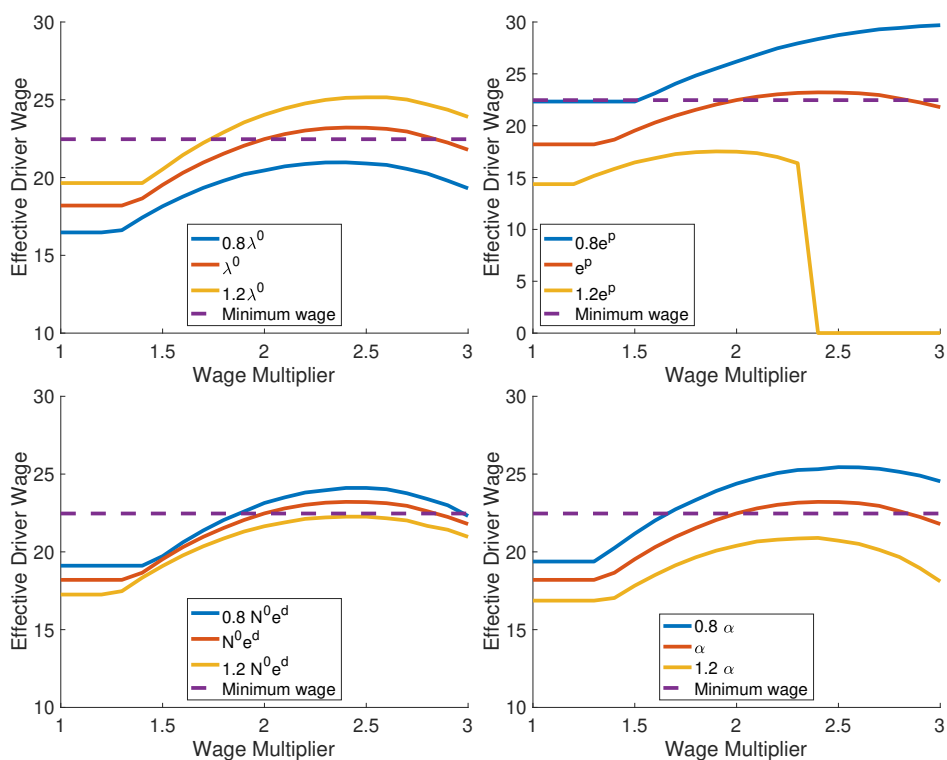 30
25
20
15
10
Effective Driver Wage
0.8λ⁰
λ⁰
1.2λ⁰
Minimum wage
1 1.5 2 2.5 3
Wage Multiplier
30
25
20
15
10
5
0
Effective Driver Wage
0.8eᵖ
eᵖ
1.2eᵖ
Minimum wage
1 1.5 2 2.5 3
Wage Multiplier
30
25
20
15
10
Effective Driver Wage
0.8 N⁰eᵈ
N⁰eᵈ
1.2 N⁰eᵈ
Minimum wage
1 1.5 2 2.5 3
Wage Multiplier
30
25
20
15
10
Effective Driver Wage
0.8 α
α
1.2 α
Minimum wage
1 1.5 2 2.5 3
Wage Multiplier